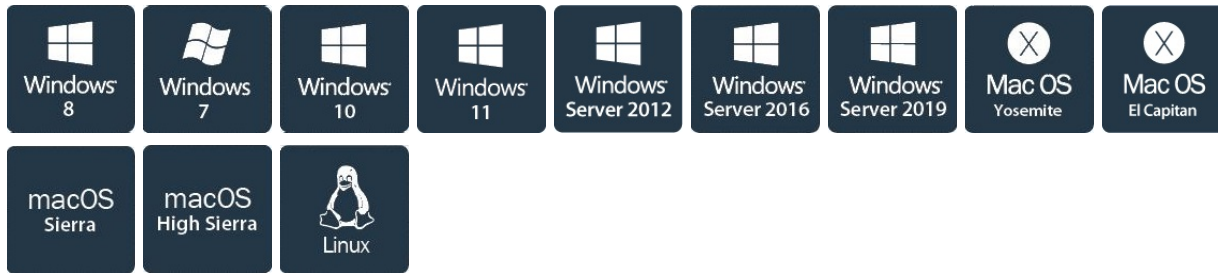 Windows
8
Windows
7
Windows
10
Windows
11
Windows
Server 2012
Windows
Server 2016
Windows
Server 2019
X
Mac OS
Yosemite
X
Mac OS
El Capitan
macOS
Sierra
macOS
High Sierra
Linux